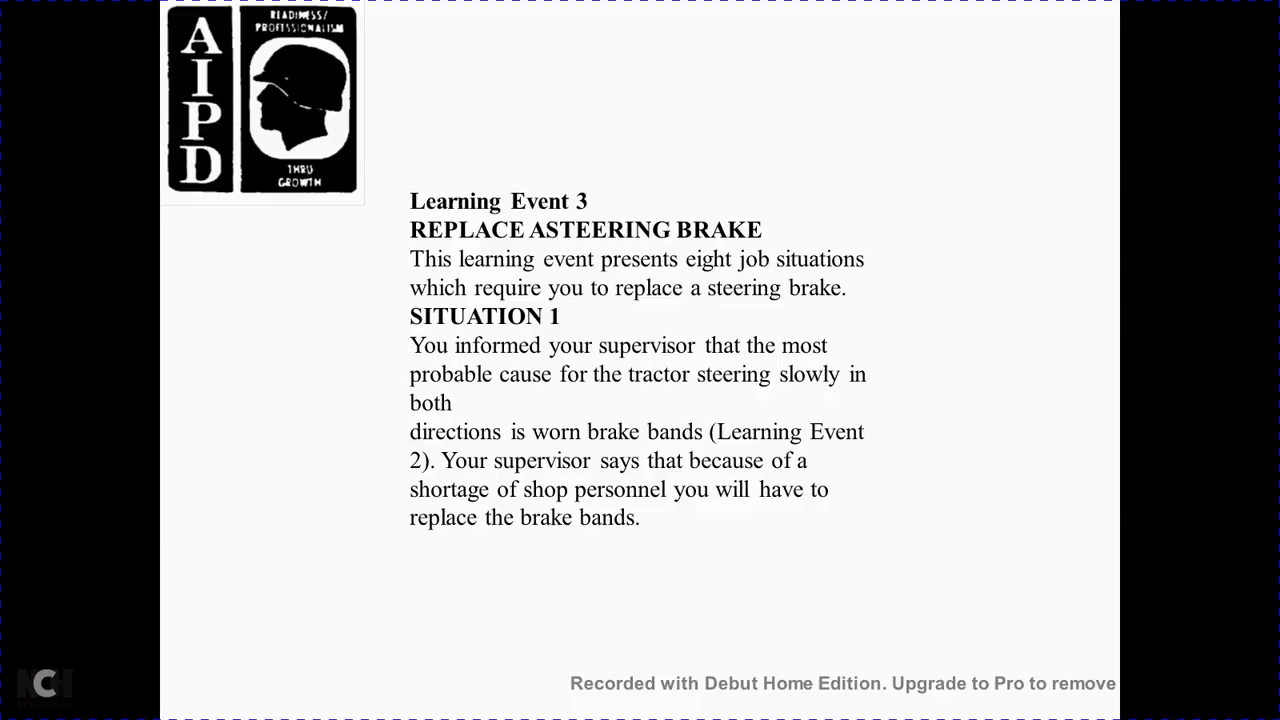 AIPD
READINESS/
PROFESSIONALISM
THRU
GROWTH
Learning Event 3
REPLACE ASTEERING BRAKE
This learning event presents eight job situations
which require you to replace a steering brake.
SITUATION 1
You informed your supervisor that the most
probable cause for the tractor steering slowly in
both
directions is worn brake bands (Learning Event
2). Your supervisor says that because of a
shortage of shop personnel you will have to
replace the brake bands.
NCH
Recorded with Debut Home Edition. Upgrade to Pro to remove